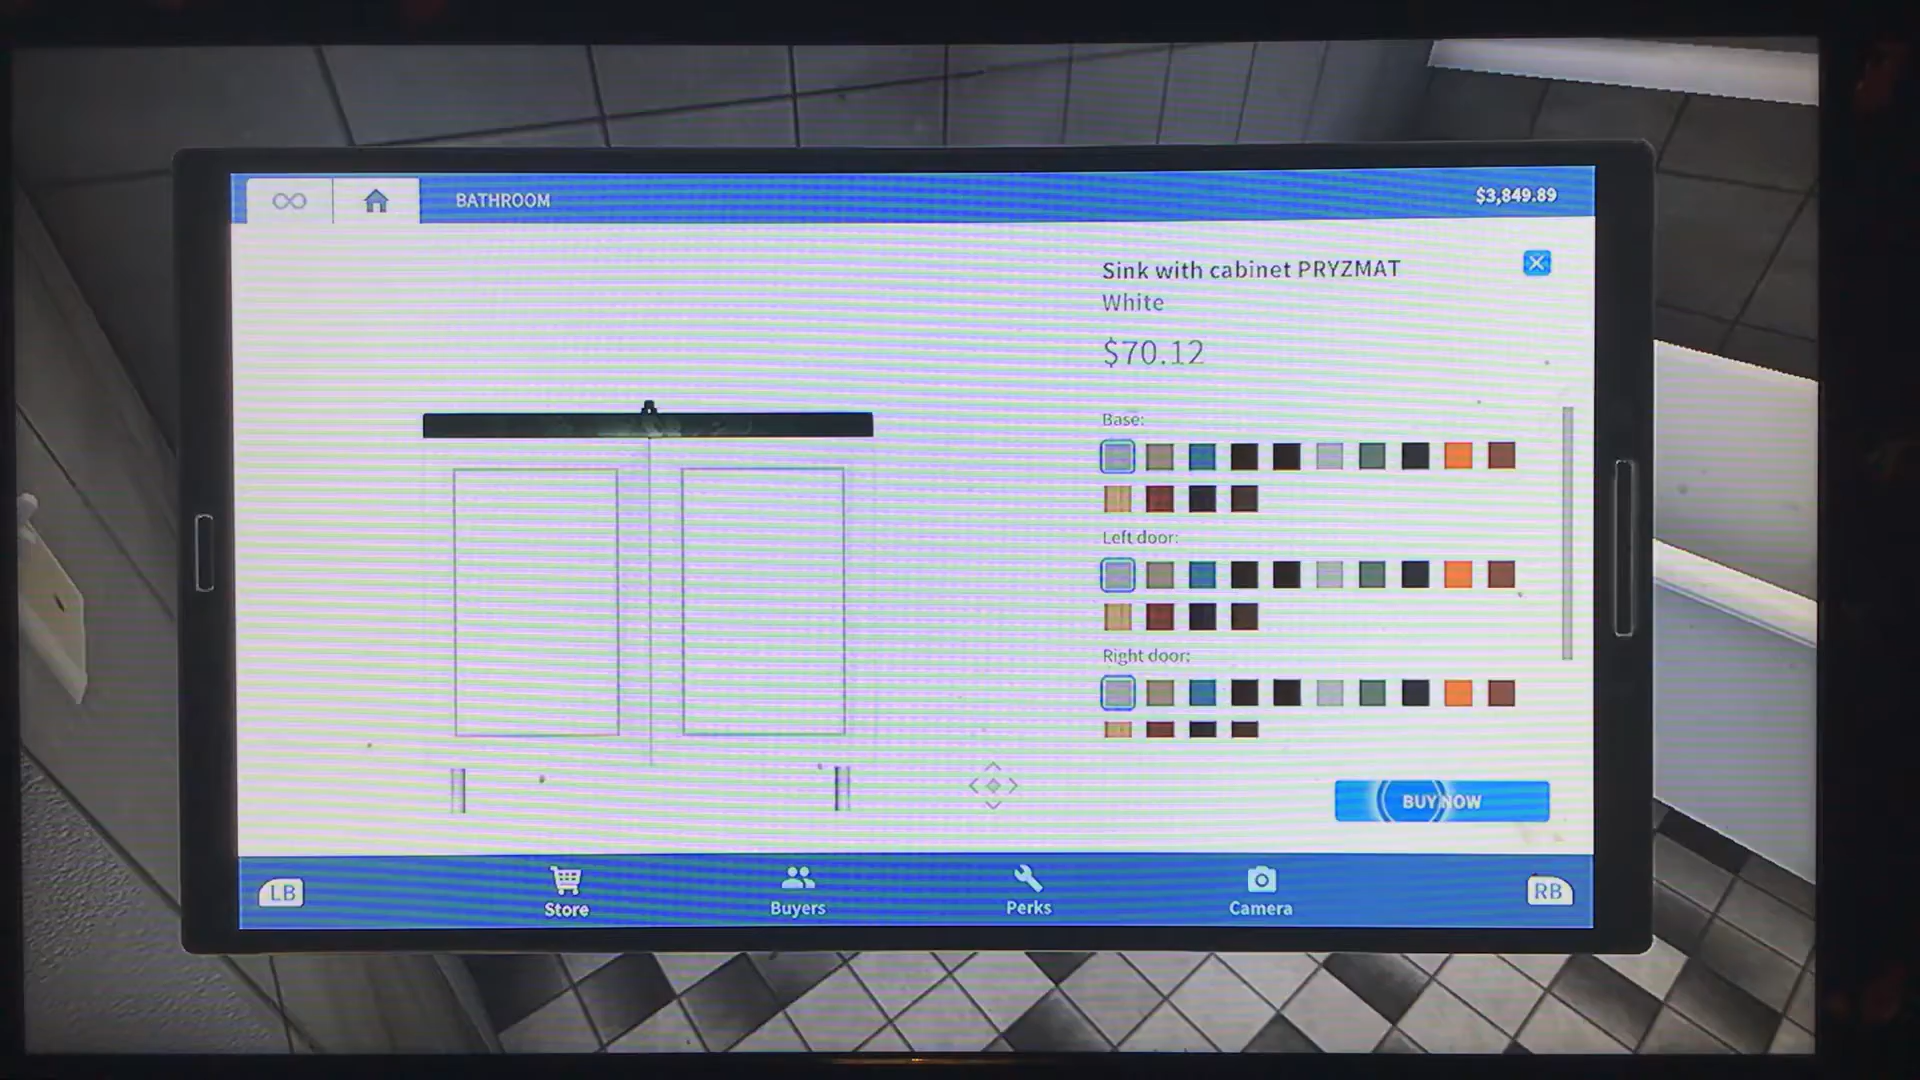 BATHROOM
$3,849.89
Sink with cabinet PRYZMAT
White
$70.12
Base:
Left door:
Right door:
BUY NOW
LB
Store
Buyers
Perks
Camera
RB